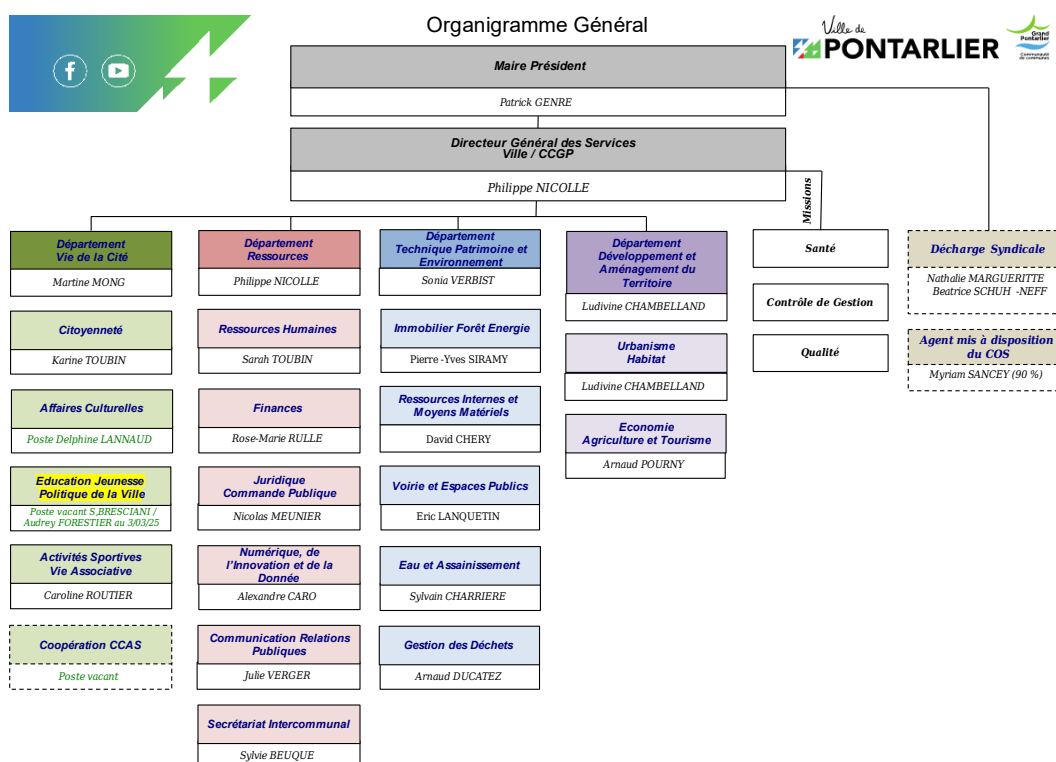 Organigramme Général
Ville de
PONTARLIER
Grand
Pontarlier
Communauté
de communes
Maire Président
Patrick GENRE
Directeur Général des Services
Ville / CCGP
Philippe NICOLLE
Missions
Département
Vie de la Cité
Martine MONG
Citoyenneté
Karine TOUBIN
Affaires Culturelles
Poste Delphine LANNAUD
Education Jeunesse
Politique de la Ville
Poste vacant S,BRESCIANI /
Audrey FORESTIER au 3/03/25
Activités Sportives
Vie Associative
Caroline ROUTIER
Coopération CCAS
Poste vacant
Département
Ressources
Philippe NICOLLE
Ressources Humaines
Sarah TOUBIN
Finances
Rose-Marie RULLE
Juridique
Commande Publique
Nicolas MEUNIER
Numérique, de
l'Innovation et de la
Donnée
Alexandre CARO
Communication Relations
Publiques
Julie VERGER
Secrétariat Intercommunal
Sylvie BEUQUE
Département
Technique Patrimoine et
Environnement
Sonia VERBIST
Immobilier Forêt Energie
Pierre -Yves SIRAMY
Ressources Internes et
Moyens Matériels
David CHERY
Voirie et Espaces Publics
Eric LANQUETIN
Eau et Assainissement
Sylvain CHARRIERE
Gestion des Déchets
Arnaud DUCATEZ
Département
Développement et
Aménagement du
Territoire
Ludivine CHAMBELLAND
Urbanisme
Habitat
Ludivine CHAMBELLAND
Economie
Agriculture et Tourisme
Arnaud POURNY
Santé
Contrôle de Gestion
Qualité
Décharge Syndicale
Nathalie MARGUERITTE
Beatrice SCHUH -NEFF
Agent mis à disposition
du COS
Myriam SANCEY (90 %)